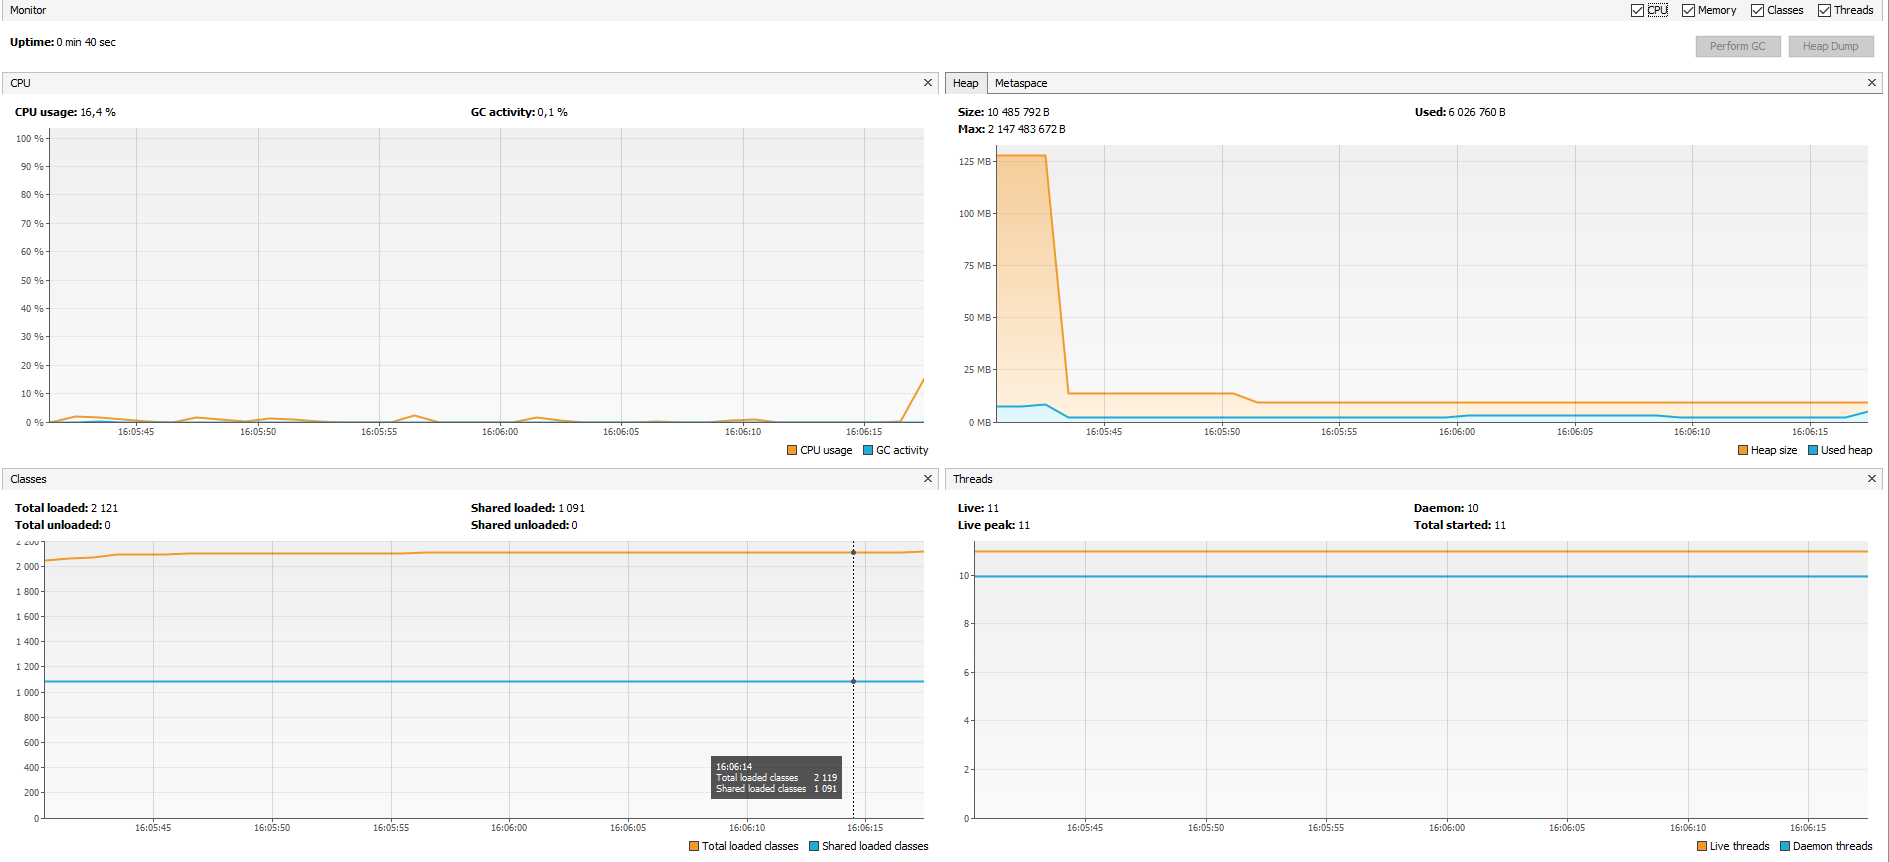 Monitor
CPU Memory Classes Threads
Uptime: 0 min 40 sec
Perform GC Heap Dump
CPU
CPU usage: 16,4 % GC activity: 0,1 %
100 %
90 %
80 %
70 %
60 %
50 %
40 %
30 %
20 %
10 %
0 %
16:05:45 16:05:50 16:05:55 16:06:00 16:06:05 16:06:10 16:06:15
CPU usage GC activity
Heap Metaspace
Size: 10 485 792 B Used: 6 026 760 B
Max: 2 147 483 672 B
125 MB
100 MB
75 MB
50 MB
25 MB
0 MB
16:05:45 16:05:50 16:05:55 16:06:00 16:06:05 16:06:10 16:06:15
Heap size Used heap
Classes
Total loaded: 2 121 Shared loaded: 1 091
Total unloaded: 0 Shared unloaded: 0
2 200
2 000
1 800
1 600
1 400
1 200
1 000
800
600
400
200
0
16:06:14
Total loaded classes 2 119
Shared loaded classes 1 091
16:05:45 16:05:50 16:05:55 16:06:00 16:06:05 16:06:10 16:06:15
Total loaded classes Shared loaded classes
Threads
Live: 11 Daemon: 10
Live peak: 11 Total started: 11
10
8
6
4
2
0
16:05:45 16:05:50 16:05:55 16:06:00 16:06:05 16:06:10 16:06:15
Live threads Daemon threads